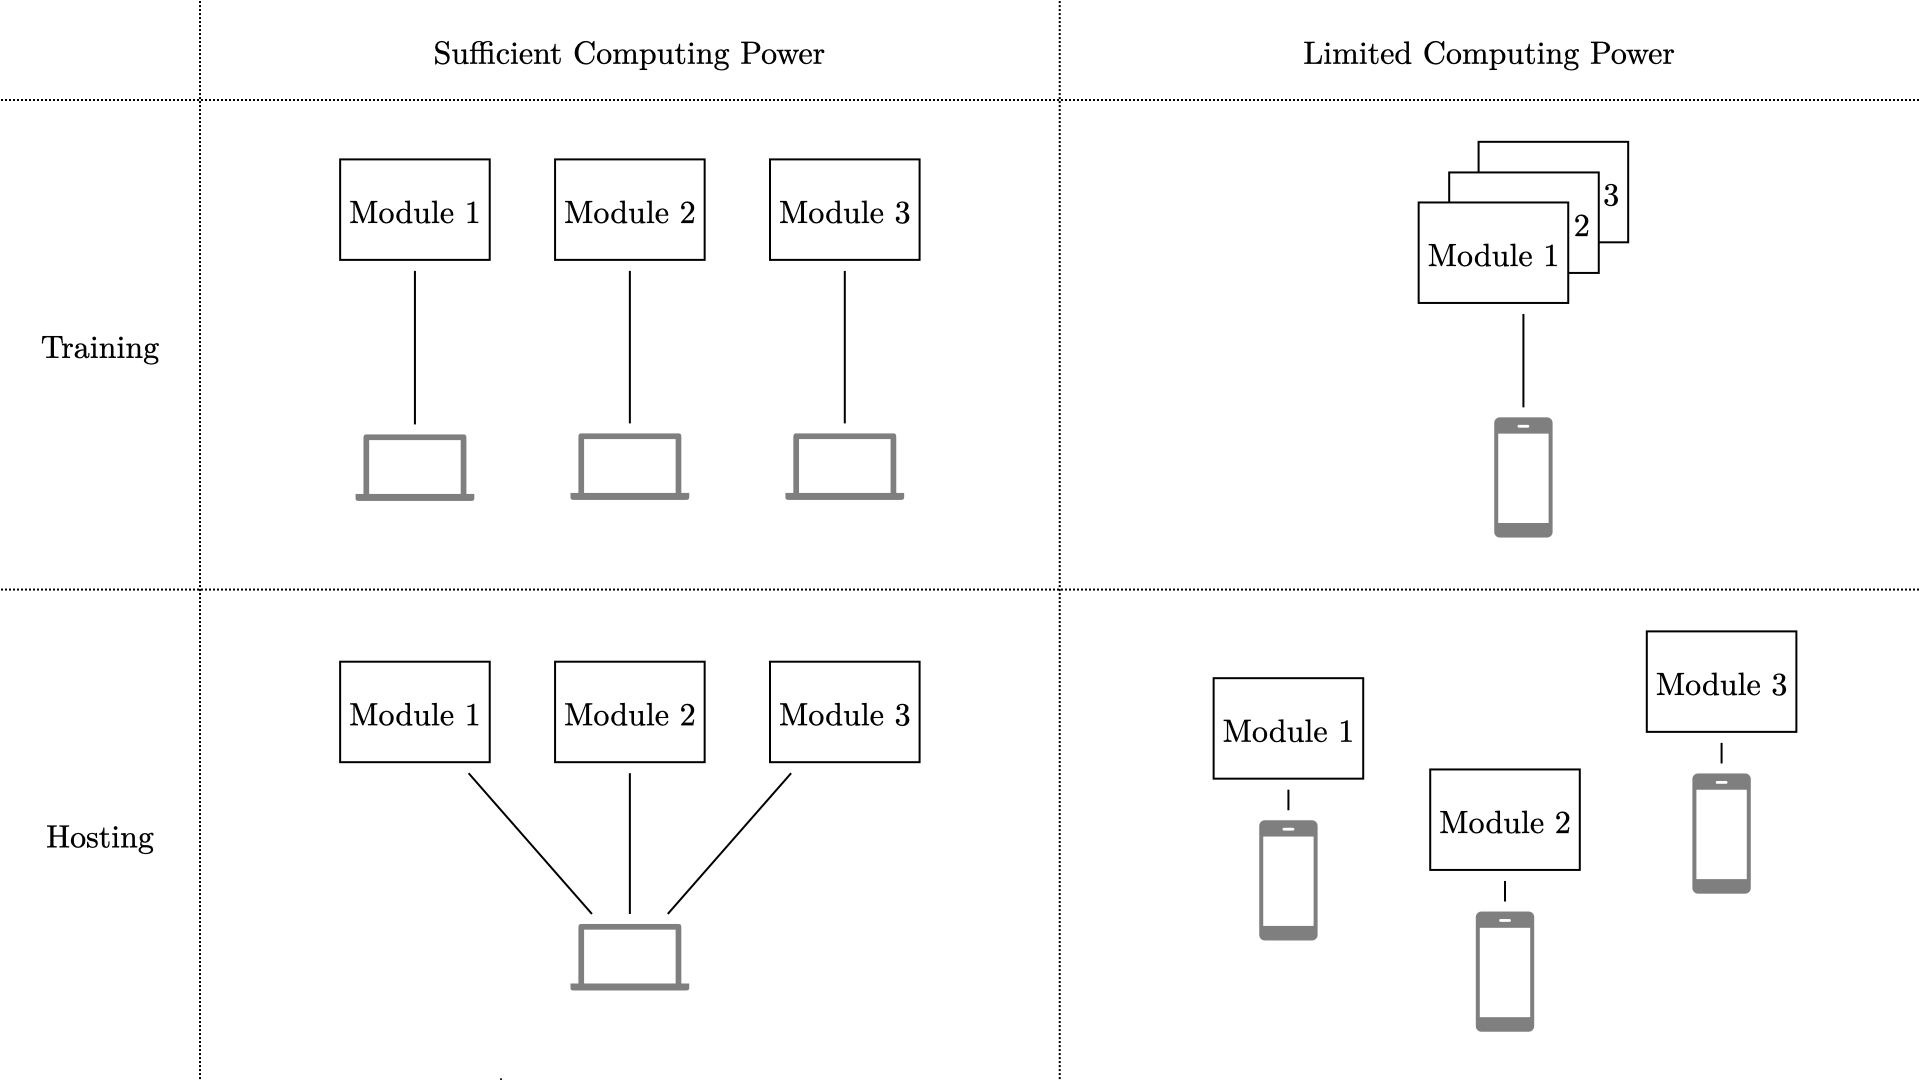 Sufficient Computing Power
Limited Computing Power
Training
Module 1
Module 2
Module 3
3
2
Module 1
Hosting
Module 1
Module 2
Module 3
Module 1
Module 2
Module 3